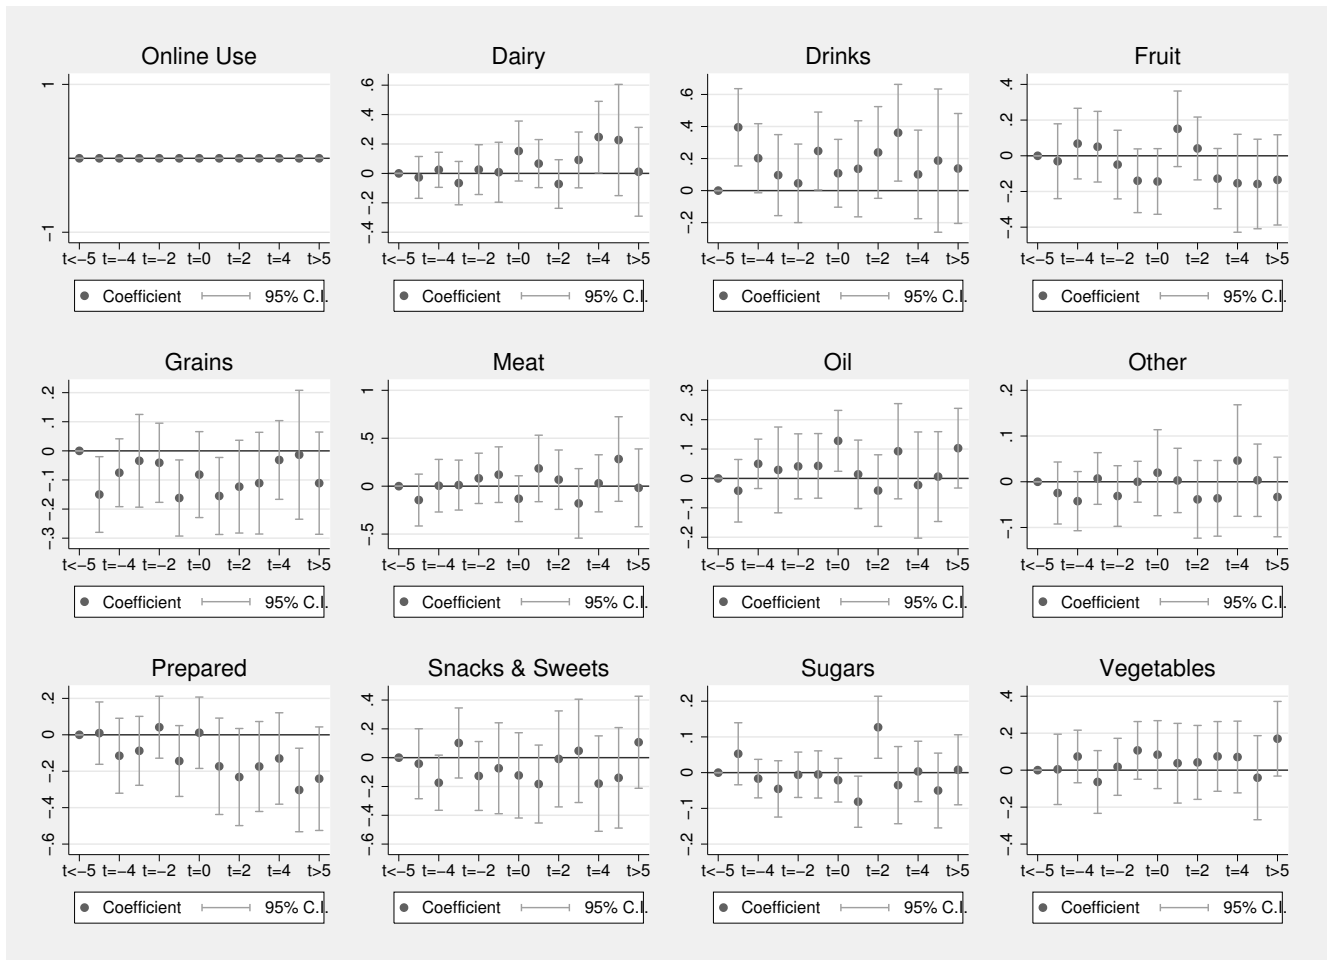 Online Use Dairy Drinks Fruit
1 .6 .6 .4
.4 .4 .2
.2 .2 0
0 0 −.2
−.2 −.2 −.4
−1 −.4
t<−5 t=−4 t=−2 t=0 t=2 t=4 t>5 t<−5 t=−4 t=−2 t=0 t=2 t=4 t>5 t<−5 t=−4 t=−2 t=0 t=2 t=4 t>5 t<−5 t=−4 t=−2 t=0 t=2 t=4 t>5
Coefficient 95% C.I. Coefficient 95% C.I. Coefficient 95% C.I. Coefficient 95% C.I.
Grains Meat Oil Other
.2 1 .3 .2
.1 .5 .2 .1
0 0 .1 0
−.1 −.5 0 −.1
−.2 −.1
−.3 −.2
t<−5 t=−4 t=−2 t=0 t=2 t=4 t>5 t<−5 t=−4 t=−2 t=0 t=2 t=4 t>5 t<−5 t=−4 t=−2 t=0 t=2 t=4 t>5 t<−5 t=−4 t=−2 t=0 t=2 t=4 t>5
Coefficient 95% C.I. Coefficient 95% C.I. Coefficient 95% C.I. Coefficient 95% C.I.
Prepared Snacks & Sweets Sugars Vegetables
.2 .4 .2 .4
0 .2 .1 .2
−.2 0 0 0
−.4 −.2 −.1 −.2
−.6 −.4 −.2 −.4
−.6
t<−5 t=−4 t=−2 t=0 t=2 t=4 t>5 t<−5 t=−4 t=−2 t=0 t=2 t=4 t>5 t<−5 t=−4 t=−2 t=0 t=2 t=4 t>5 t<−5 t=−4 t=−2 t=0 t=2 t=4 t>5
Coefficient 95% C.I. Coefficient 95% C.I. Coefficient 95% C.I. Coefficient 95% C.I.